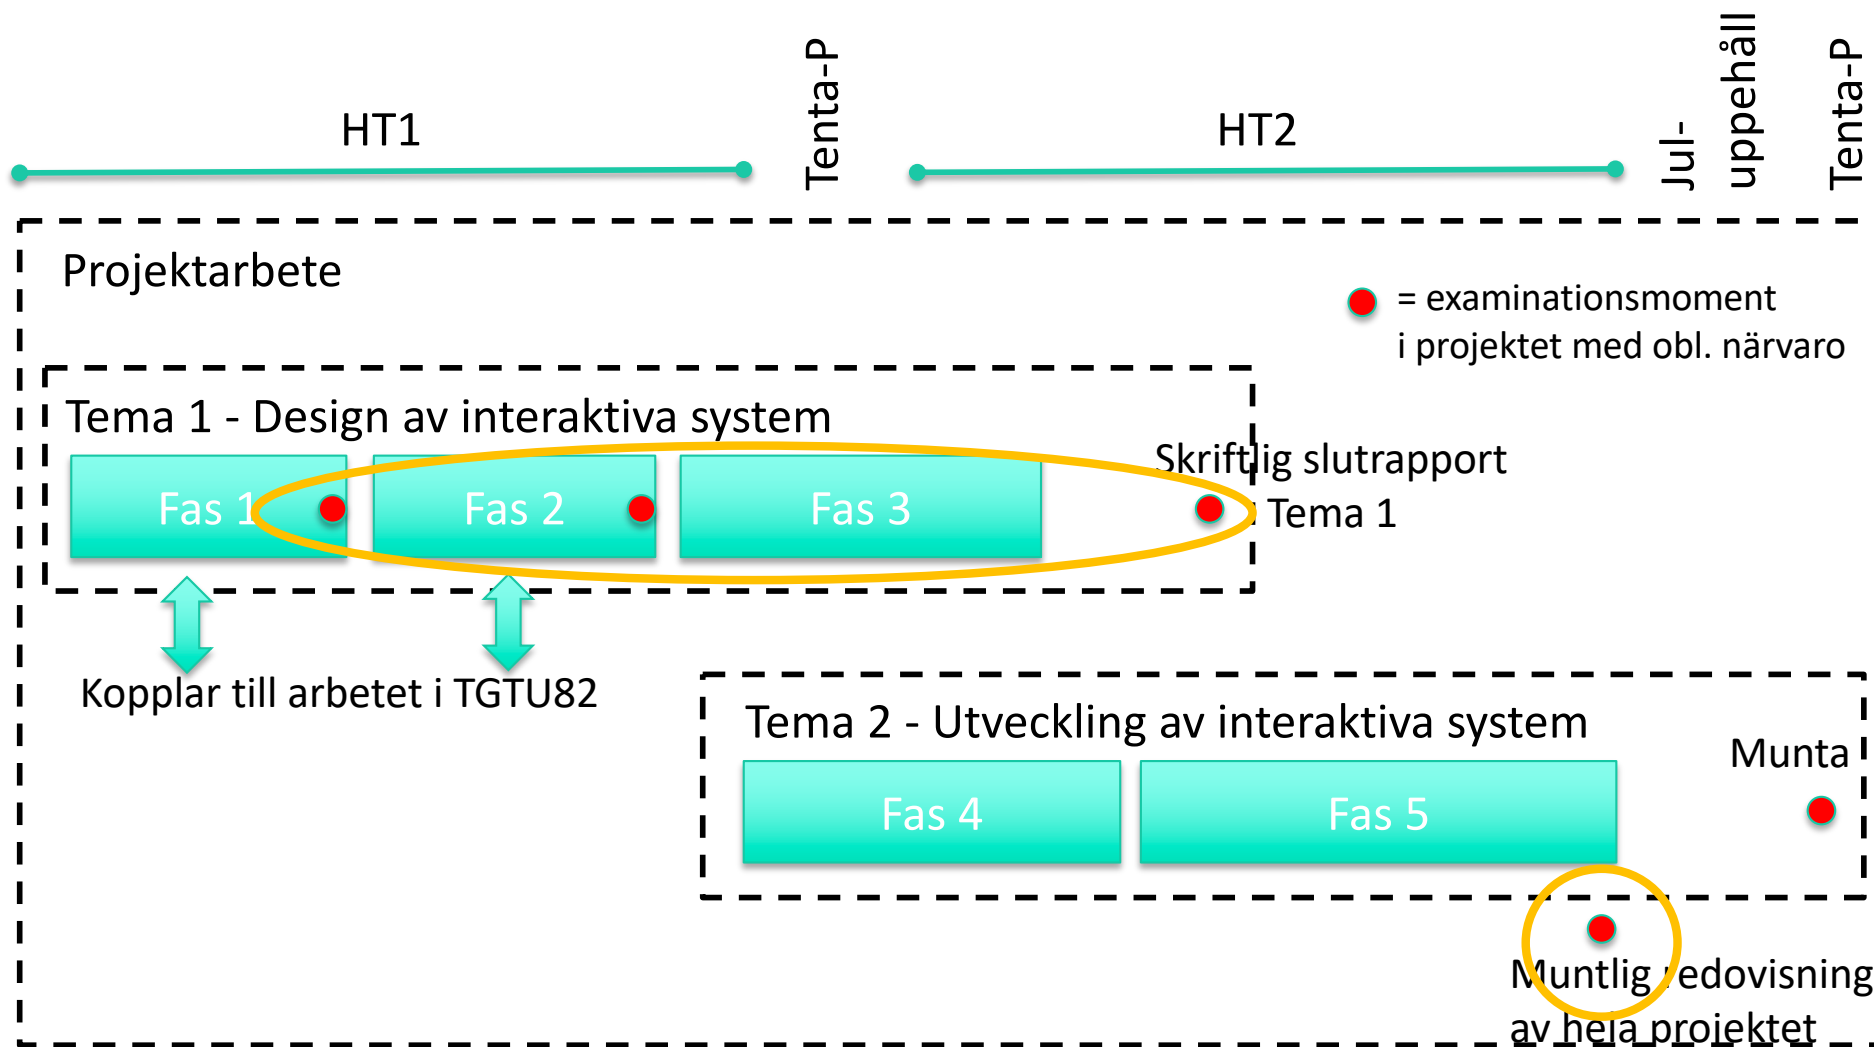 HT1
Tenta-P
HT2
Jul-
uppehåll
Tenta-P
Projektarbete
= examinationsmoment
i projektet med obl. närvaro
Tema 1 - Design av interaktiva system
Fas 1
Fas 2
Fas 3
Skriftlig slutrapport
Tema 1
Kopplar till arbetet i TGTU82
Tema 2 - Utveckling av interaktiva system
Fas 4
Fas 5
Munta
Muntlig redovisning
av hela projektet